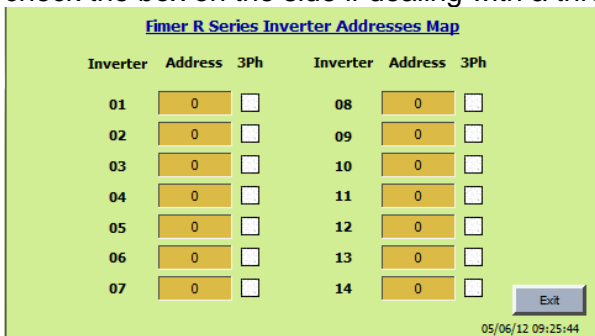 check the box on the side if dealing with a
Fimer R Series Inverter Addresses Map
Inverter Address 3Ph Inverter Address 3Ph
01 0 08 0
02 0 09 0
03 0 10 0
04 0 11 0
05 0 12 0
06 0 13 0
07 0 14 0
Exit
05/06/12 09:25:44